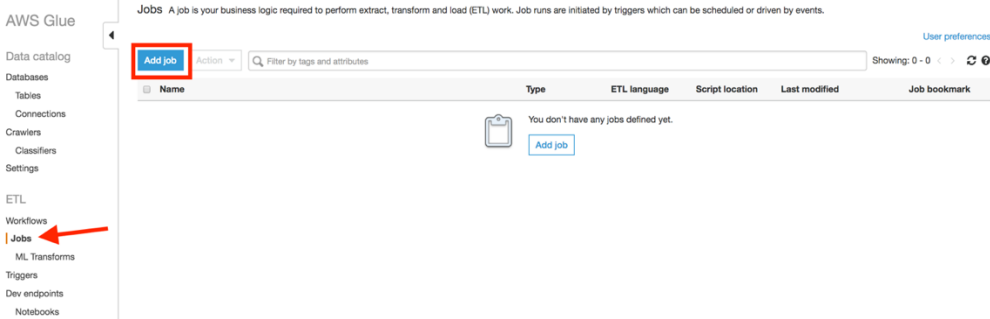 AWS Glue
Data catalog
Databases
Tables
Connections
Crawlers
Classifiers
Settings
ETL
Workflows
Jobs
ML Transforms
Triggers
Dev endpoints
Notebooks
Jobs A job is your business logic required to perform extract, transform and load (ETL) work. Job runs are initiated by triggers which can be scheduled or driven by events.
User preferences
Add job Action Filter by tags and attributes Showing: 0 - 0
Name Type ETL language Script location Last modified Job bookmark
You don't have any jobs defined yet.
Add job